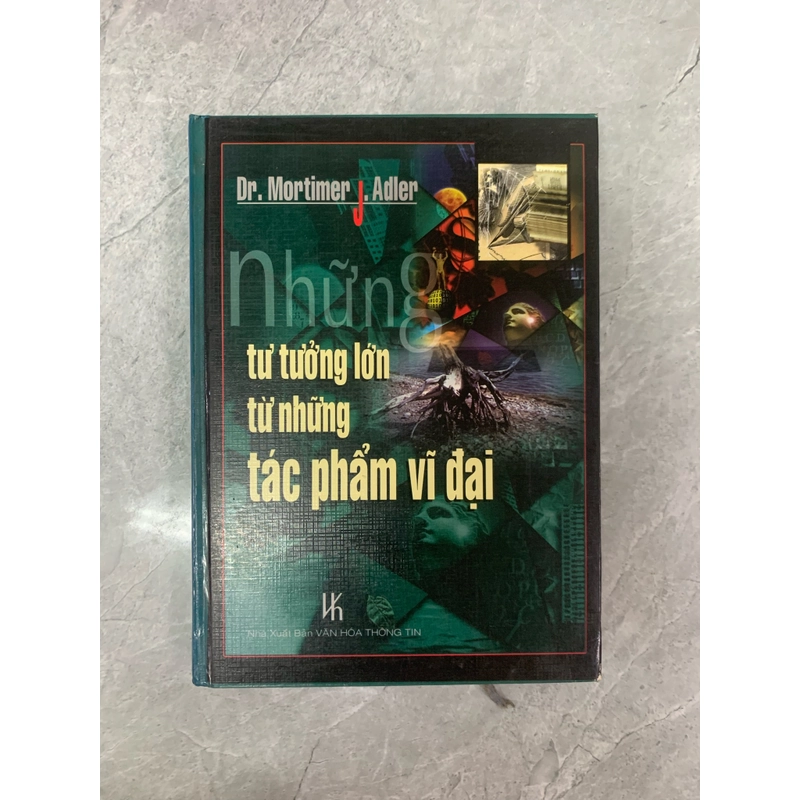 Dr. Mortimer J. Adler
Những
tư tưởng lớn
từ những
tác phẩm vĩ đại
Nhà Xuất Bản VĂN HÓA THÔNG TIN